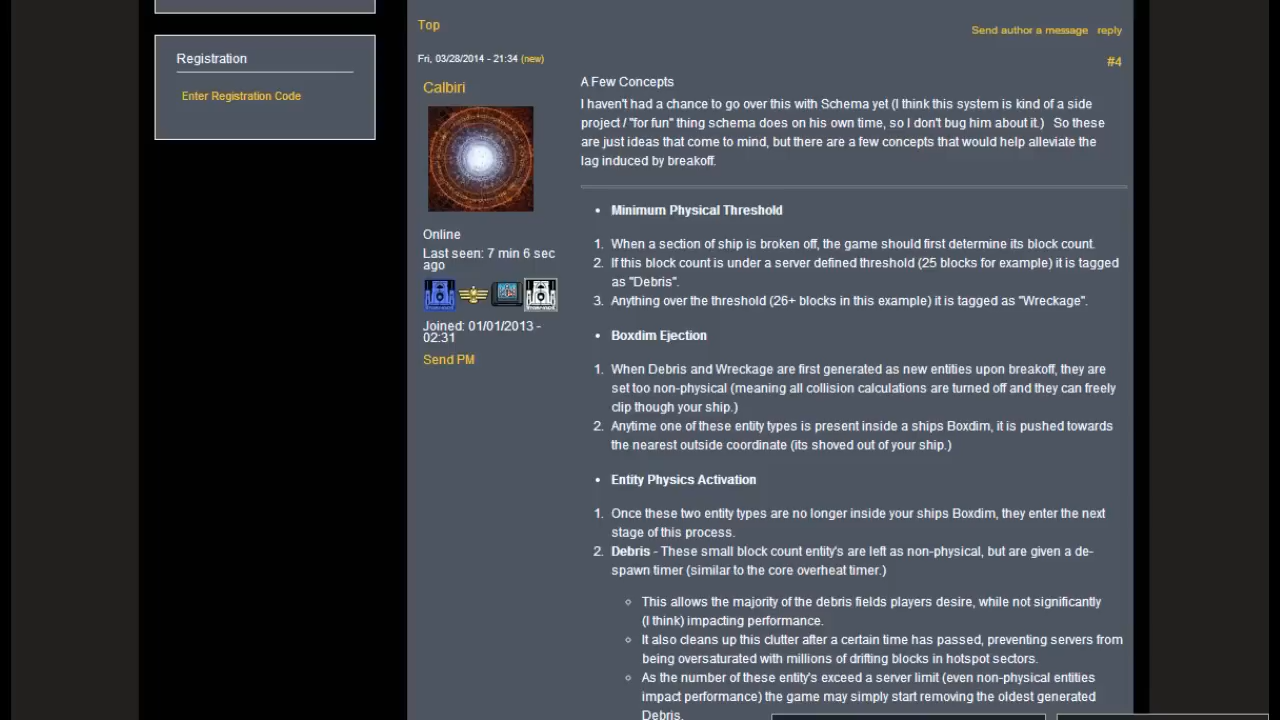 Top
Send author a message reply
Registration
Fri, 03/28/2014 - 21:34 (new)
#4
Enter Registration Code
Calbiri
A Few Concepts
I haven't had a chance to go over this with Schema yet (I think this system is kind of a side
project / "for fun" thing schema does on his own time, so I don't bug him about it.)   So these
are just ideas that come to mind, but there are a few concepts that would help alleviate the
lag induced by breakoff.
Online
Last seen: 7 min 6 sec
ago
Joined: 01/01/2013 -
02:31
Send PM
• Minimum Physical Threshold
1. When a section of ship is broken off, the game should first determine its block count.
2. If this block count is under a server defined threshold (25 blocks for example) it is tagged
as "Debris".
3. Anything over the threshold (26+ blocks in this example) it is tagged as "Wreckage".
• Boxdim Ejection
1. When Debris and Wreckage are first generated as new entities upon breakoff, they are
set too non-physical (meaning all collision calculations are turned off and they can freely
clip though your ship.)
2. Anytime one of these entity types is present inside a ships Boxdim, it is pushed towards
the nearest outside coordinate (its shoved out of your ship.)
• Entity Physics Activation
1. Once these two entity types are no longer inside your ships Boxdim, they enter the next
stage of this process.
2. Debris - These small block count entity's are left as non-physical, but are given a de-
spawn timer (similar to the core overheat timer.)
◦ This allows the majority of the debris fields players desire, while not significantly
(I think) impacting performance.
◦ It also cleans up this clutter after a certain time has passed, preventing servers from
being oversaturated with millions of drifting blocks in hotspot sectors.
◦ As the number of these entity's exceed a server limit (even non-physical entities
impact performance) the game may simply start removing the oldest generated
Debris.